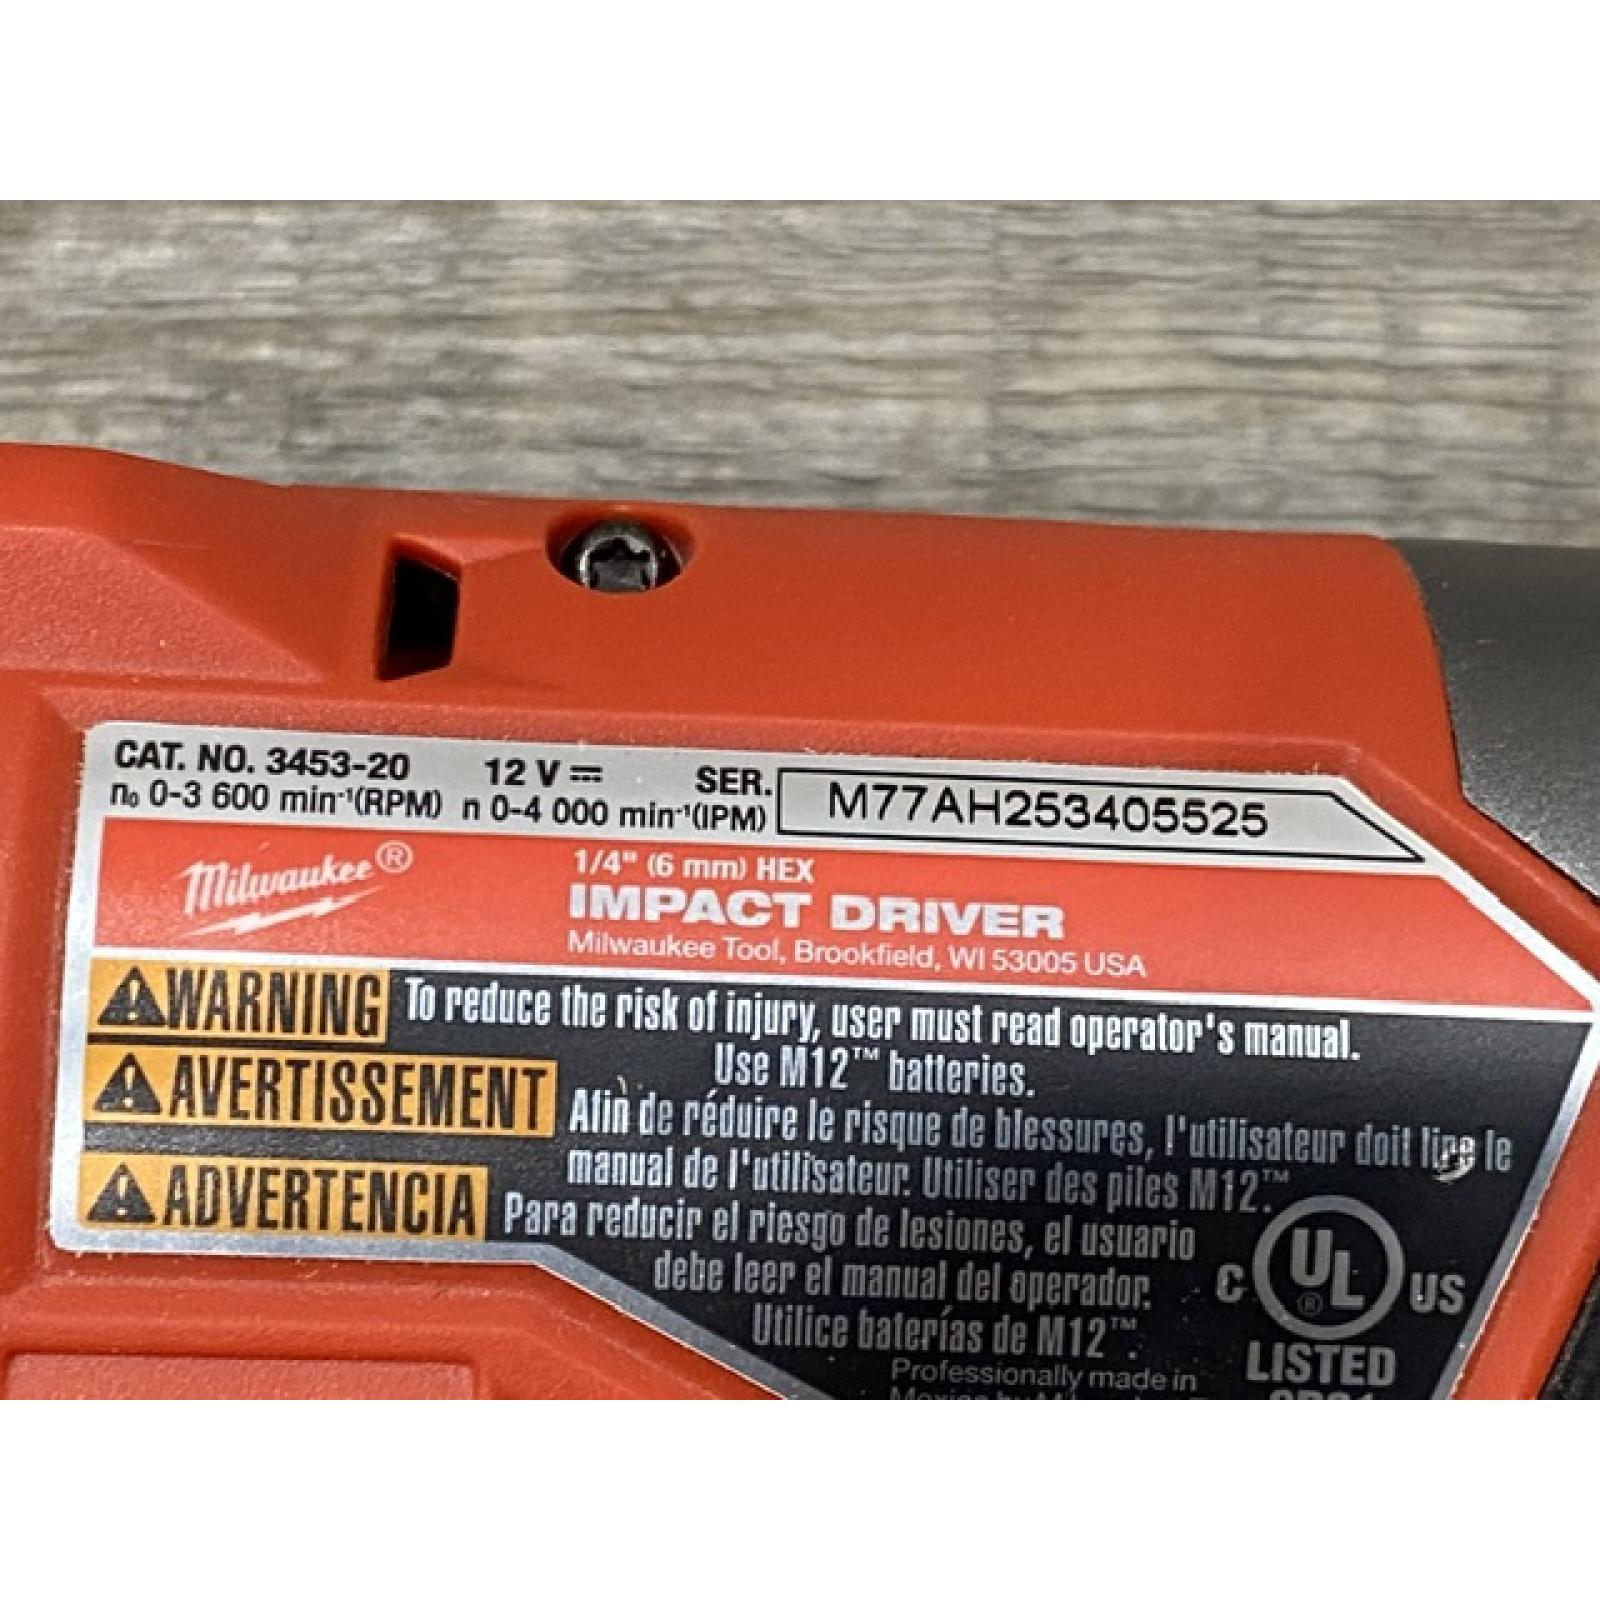 CAT. NO. 3453-20 12 V⎓ SER. M77AH253405525
n₀ 0-3 600 min⁻¹(RPM) n 0-4 000 min⁻¹(IPM)
Milwaukee®
1/4" (6 mm) HEX
IMPACT DRIVER
Milwaukee Tool, Brookfield, WI 53005 USA
WARNING To reduce the risk of injury, user must read operator's manual.
Use M12™ batteries.
AVERTISSEMENT Afin de réduire le risque de blessures, l'utilisateur doit lire le
manual de l'utilisateur. Utiliser des piles M12.™
ADVERTENCIA Para reducir el riesgo de lesiones, el usuario
debe leer el manual del operador.
Utilice baterías de M12™.
C UL® US
LISTED
Professionally made in